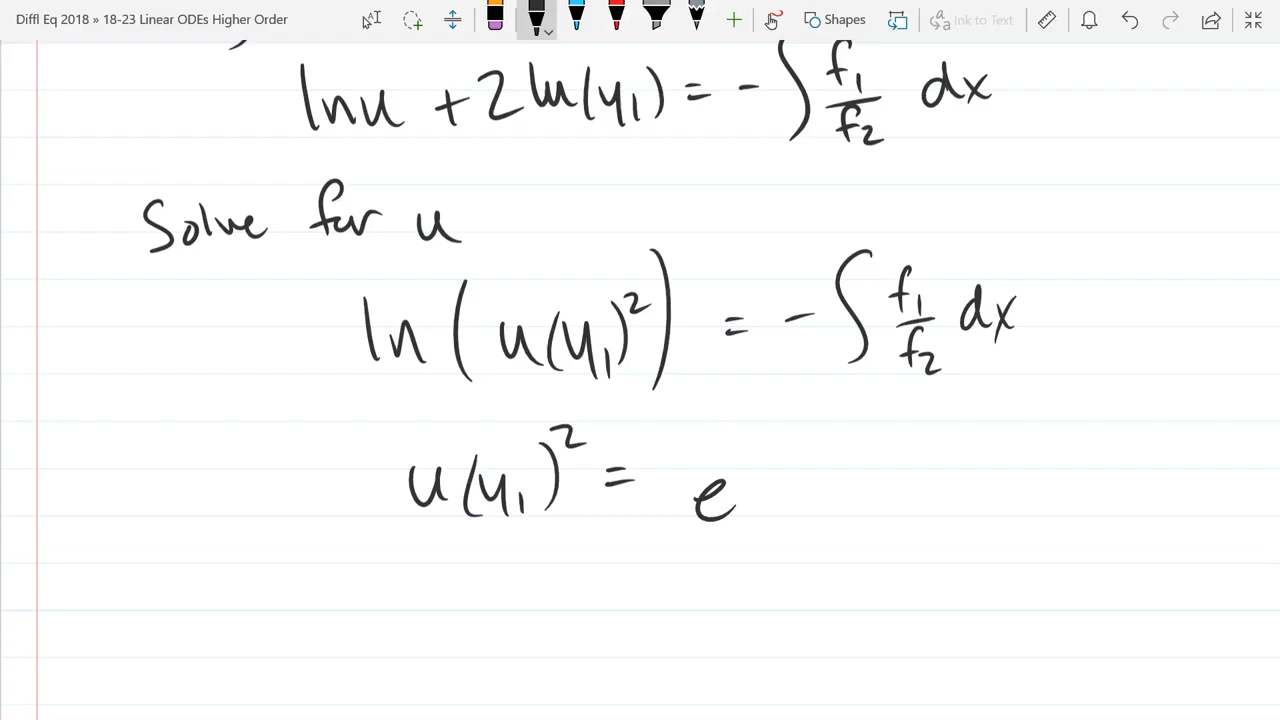 Diffl Eq 2018 » 18-23 Linear ODEs Higher Order
Shapes
Ink to Text
ln u + 2 ln(y₁) = - ∫ f₁/f₂ dx
Solve for u
ln(u(y₁)²) = - ∫ f₁/f₂ dx
u(y₁)² = e